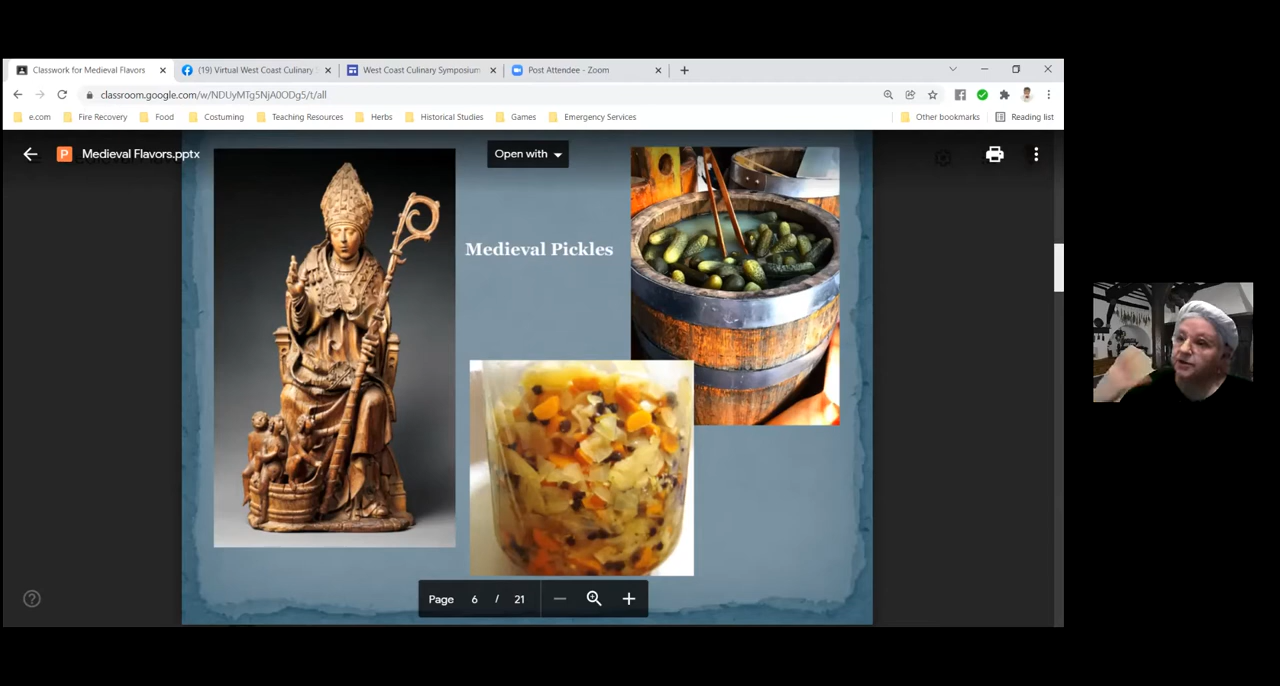 Classwork for Medieval Flavors
(19) Virtual West Coast Culinary
West Coast Culinary Symposium
Post Attendee - Zoom
classroom.google.com/w/NDUyMTg5NjA0ODg5/t/all
e.com
Fire Recovery
Food
Costuming
Teaching Resources
Herbs
Historical Studies
Games
Emergency Services
Other bookmarks
Reading list
P
Medieval Flavors.pptx
Open with
Medieval Pickles
Page 6 / 21